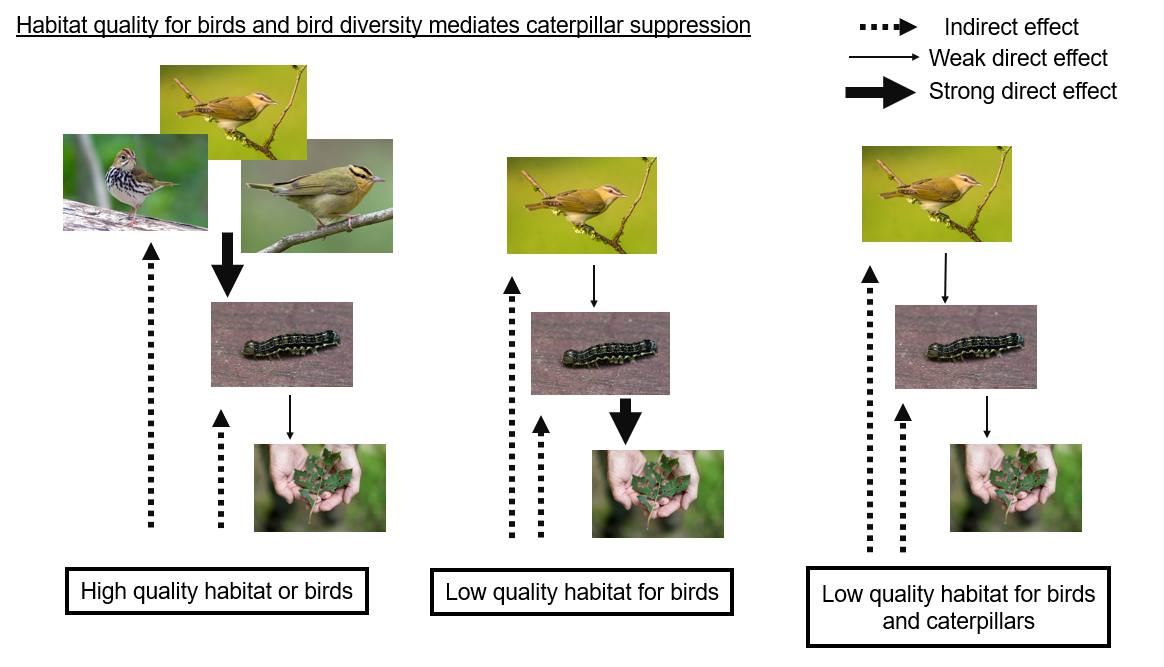 Habitat quality for birds and bird diversity mediates caterpillar suppression
Indirect effect
Weak direct effect
Strong direct effect
High quality habitat or birds
Low quality habitat for birds
Low quality habitat for birds
and caterpillars